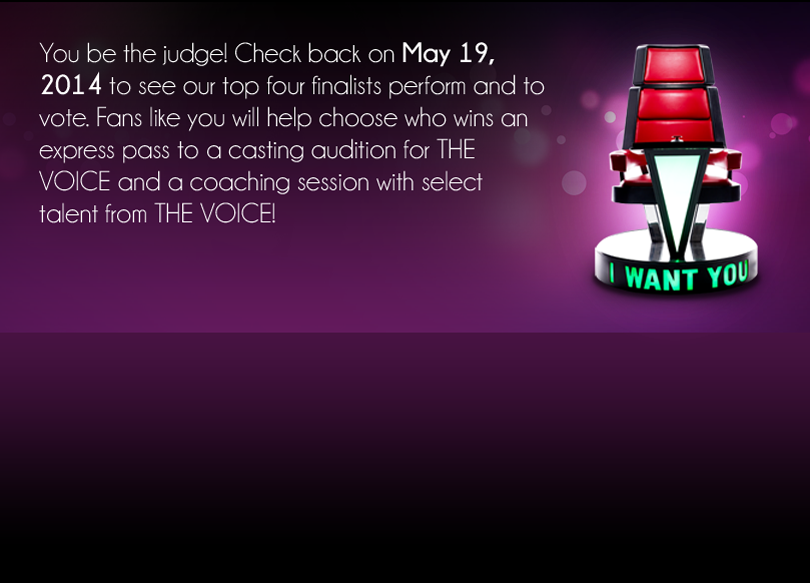 You be the judge! Check back on May 19,
2014 to see our top four finalists perform and to
vote. Fans like you will help choose who wins an
express pass to a casting audition for THE
VOICE and a coaching session with select
talent from THE VOICE!
I WANT YOU